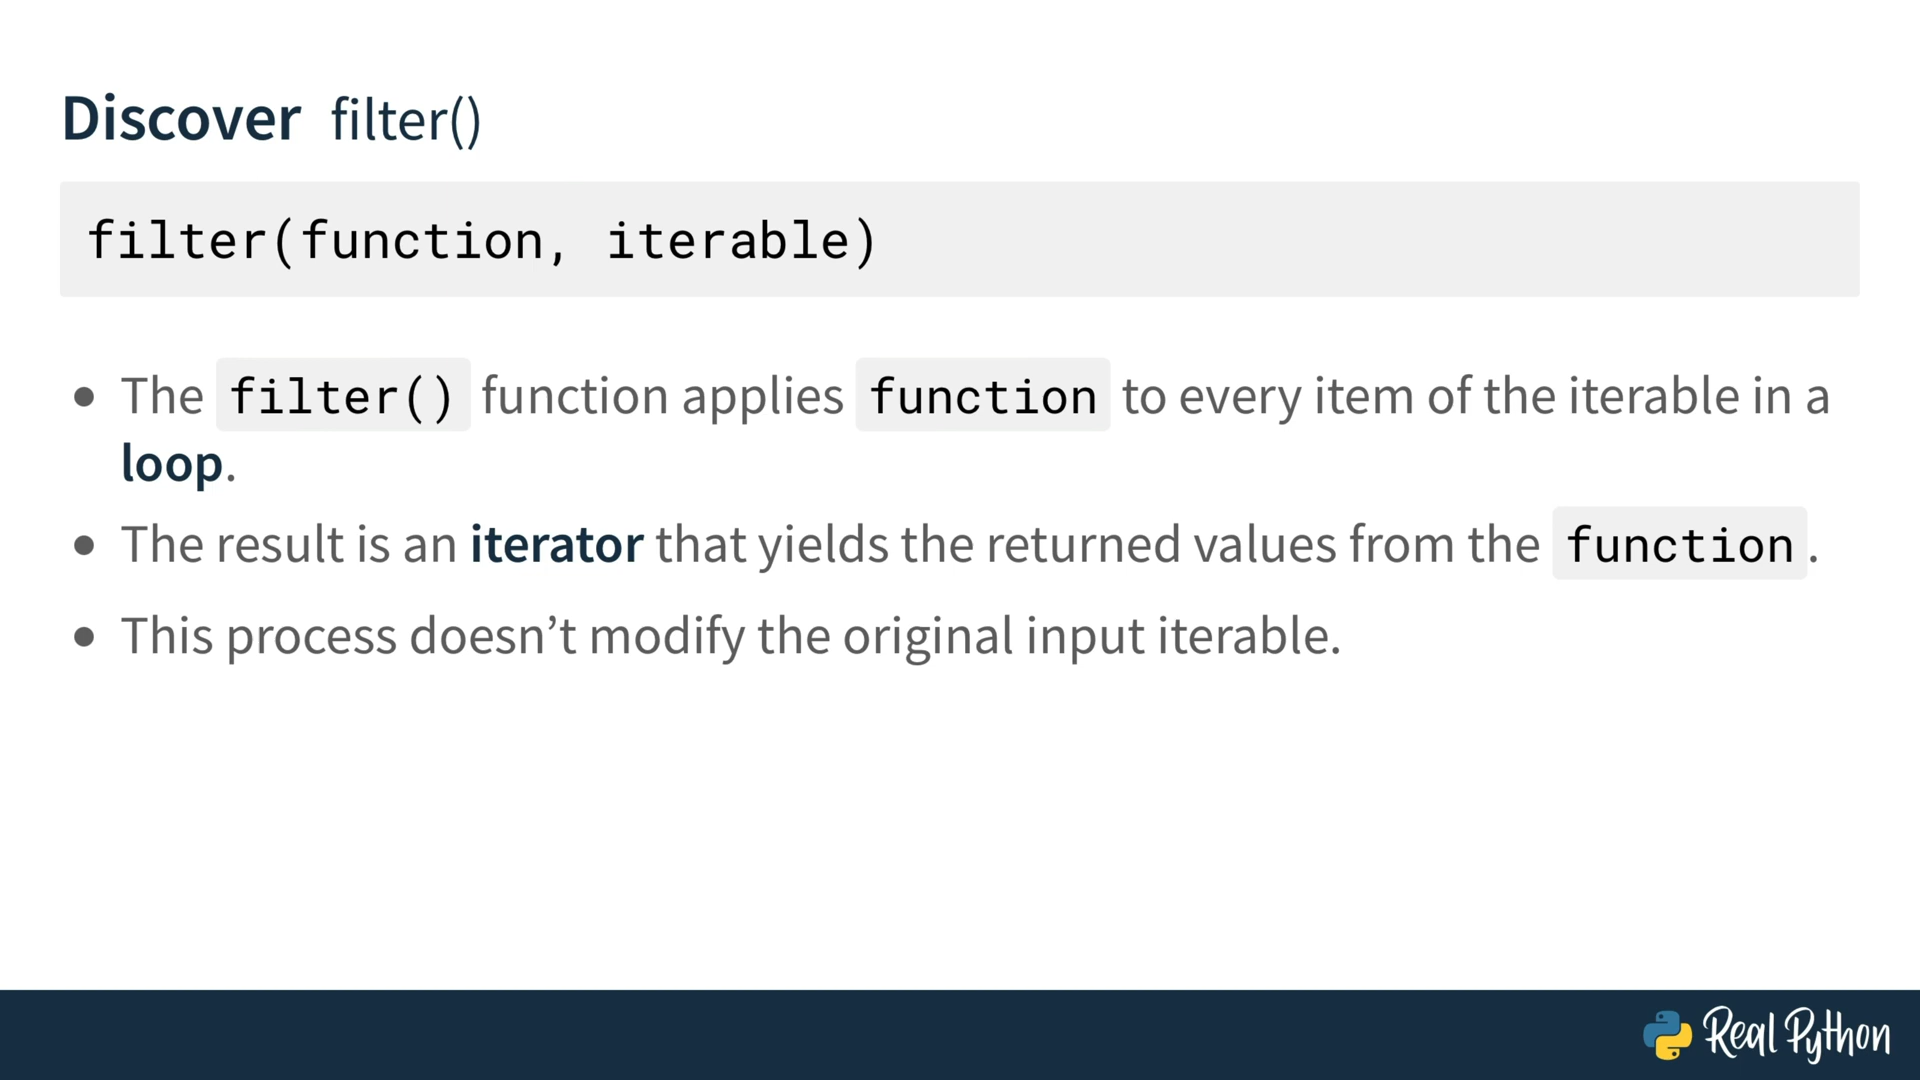 Discover filter()
filter(function, iterable)
• The filter() function applies function to every item of the iterable in a
loop.
• The result is an iterator that yields the returned values from the function.
• This process doesn’t modify the original input iterable.
Real Python